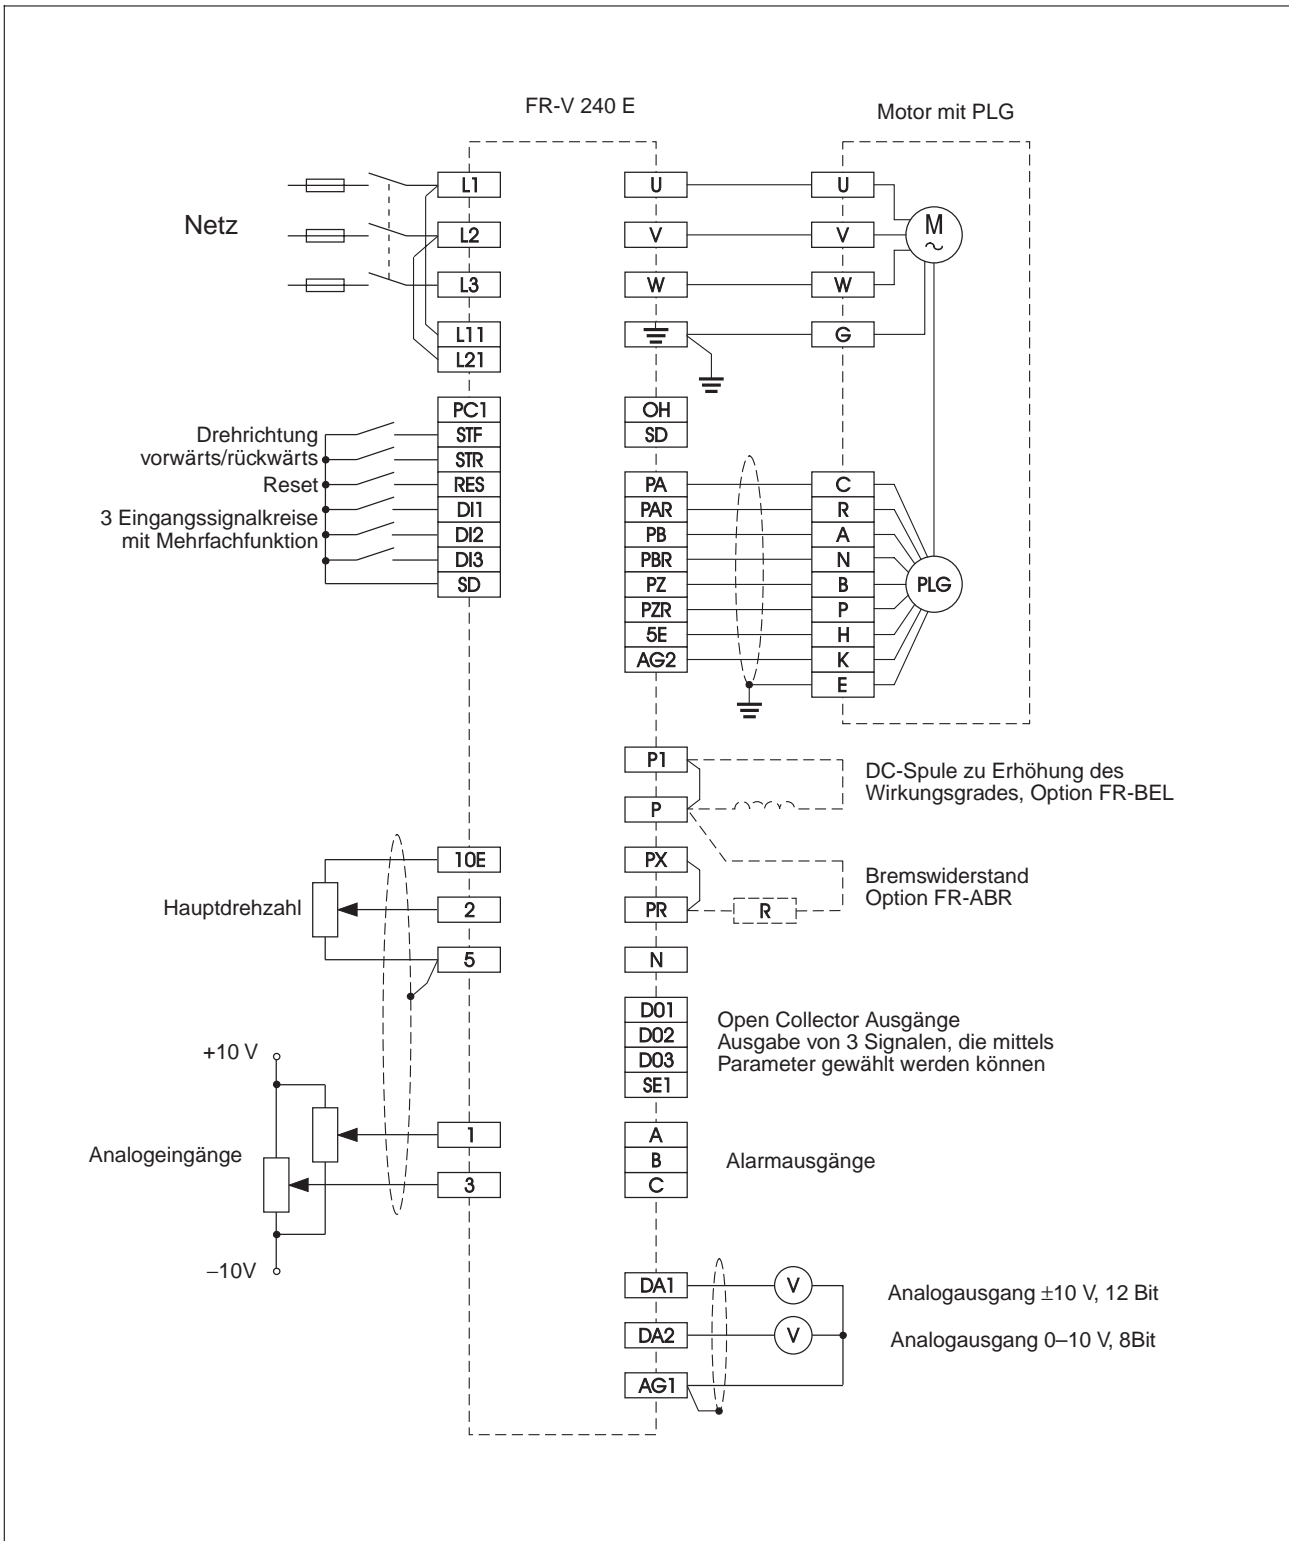 FR-V 240 E
Motor mit PLG
Netz
L1
L2
L3
L11
L21
U
V
W
U
V
W
G
M
~
PC1
STF
STR
RES
DI1
DI2
DI3
SD
Drehrichtung
vorwärts/rückwärts
Reset
3 Eingangssignalkreise
mit Mehrfachfunktion
OH
SD
PA
PAR
PB
PBR
PZ
PZR
5E
AG2
C
R
A
N
B
P
H
K
E
PLG
P1
P
DC-Spule zu Erhöhung des
Wirkungsgrades, Option FR-BEL
PX
PR
R
Bremswiderstand
Option FR-ABR
N
Hauptdrehzahl
10E
2
5
DO1
DO2
DO3
SE1
Open Collector Ausgänge
Ausgabe von 3 Signalen, die mittels
Parameter gewählt werden können
+10 V
Analogeingänge
–10V
1
3
A
B
C
Alarmausgänge
DA1
V
Analogausgang ±10 V, 12 Bit
DA2
V
Analogausgang 0–10 V, 8Bit
AG1